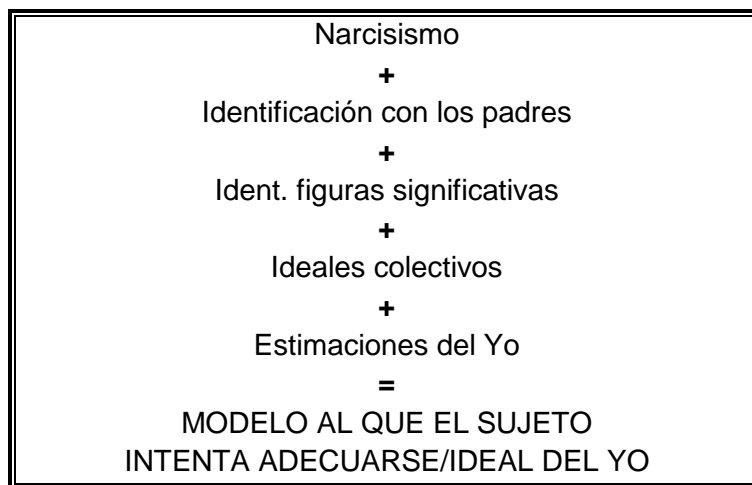 Narcisismo
+
Identificación con los padres
+
Ident. figuras significativas
+
Ideales colectivos
+
Estimaciones del Yo
=
MODELO AL QUE EL SUJETO
INTENTA ADECUARSE/IDEAL DEL YO